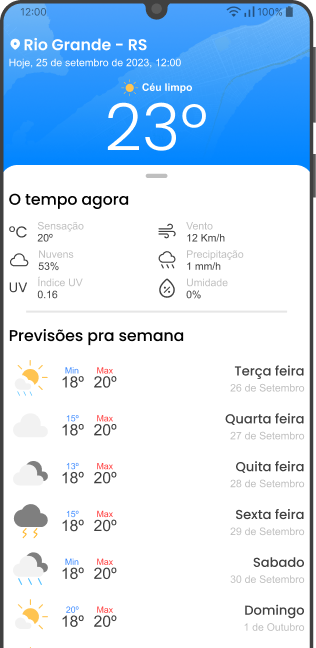 12:00 100%
Rio Grande - RS
Hoje, 25 de setembro de 2023, 12:00
Céu limpo
23º
O tempo agora
ºC Sensação 20º
Vento 12 Km/h
Nuvens 53%
Precipitação 1 mm/h
UV Índice UV 0.16
Umidade 0%
Previsões pra semana
Min Max Terça feira
18º 20º 26 de Setembro
15º Max Quarta feira
18º 20º 27 de Setembro
13º Max Quita feira
18º 20º 28 de Setembro
15º Max Sexta feira
18º 20º 29 de Setembro
Min Max Sabado
18º 20º 30 de Setembro
20º Max Domingo
18º 20º 1 de Outubro